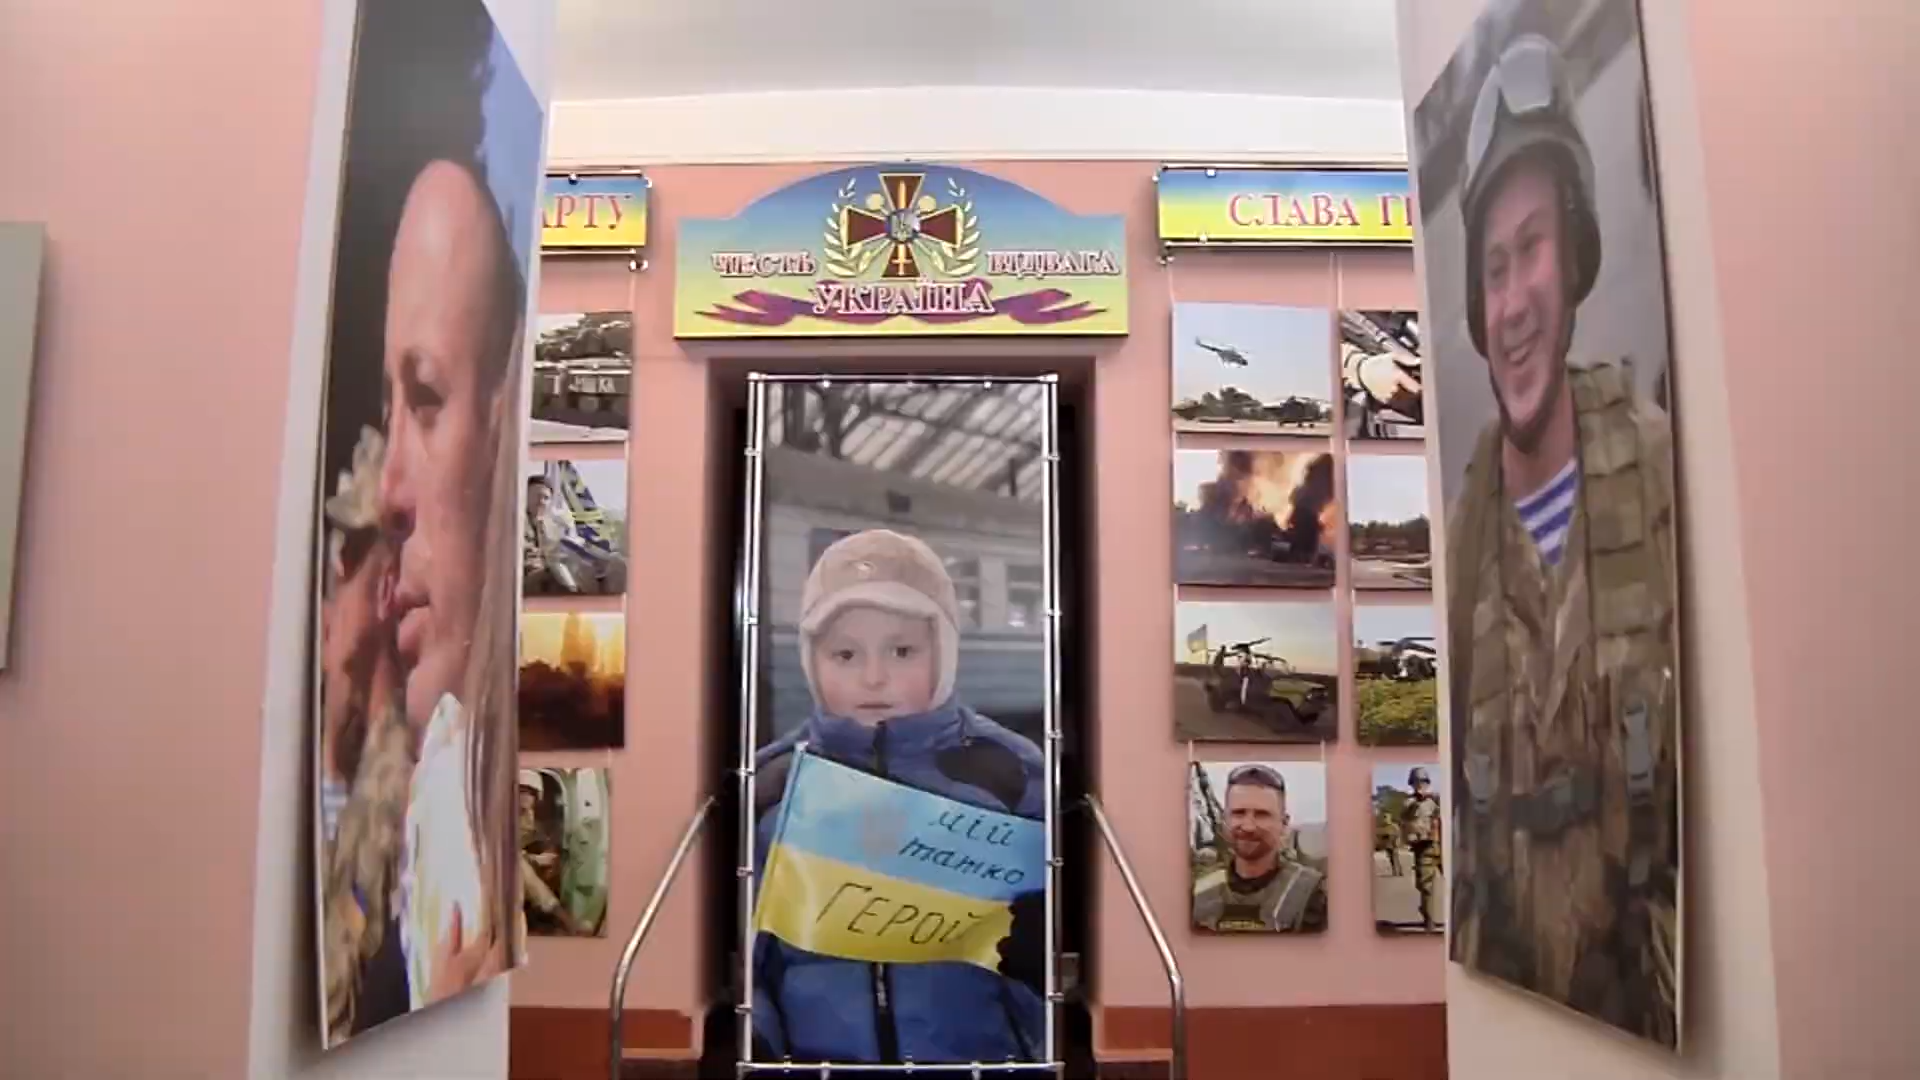 АРТУ
ЧЕСТЬ ВІДВАГА
УКРАЇНА
СЛАВА Г
мій
татко
ГЕРОЙ